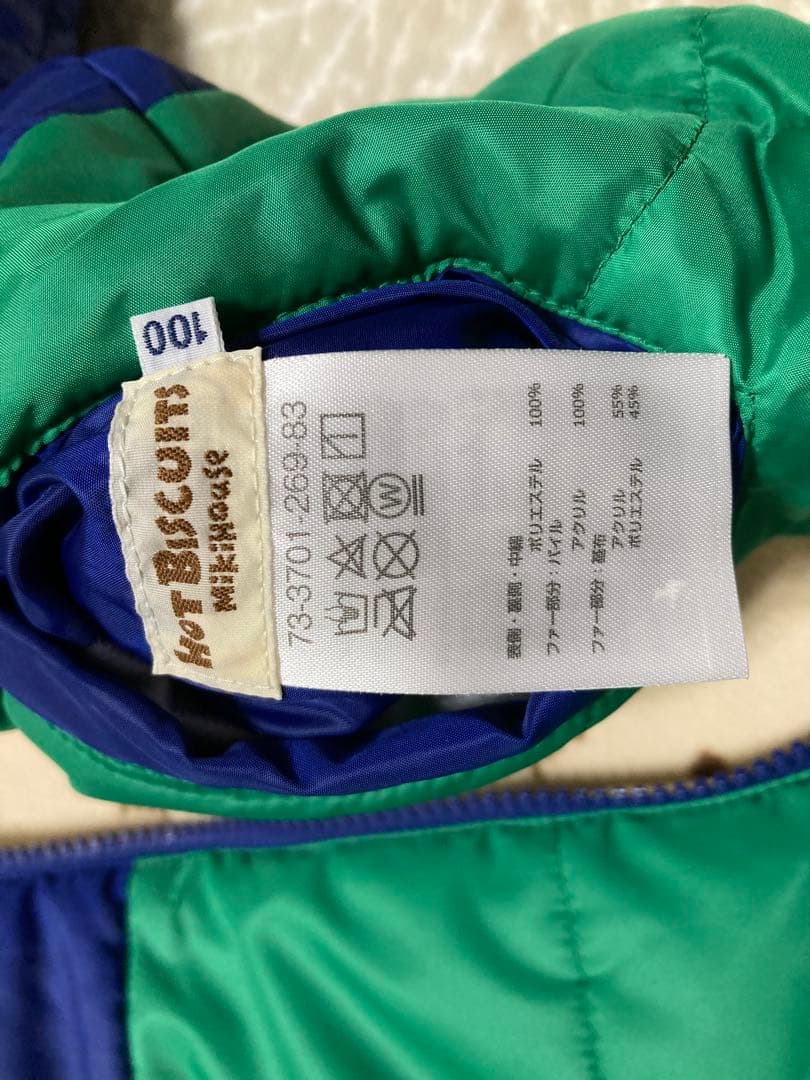 100
HOT BISCUITS
MIKIHOUSE
73-3701-269-83
W
表側・裏側・中綿
ポリエステル 100%
ファー部分:パイル
アクリル 100%
ファー部分 基布
アクリル 55%
ポリエステル 45%